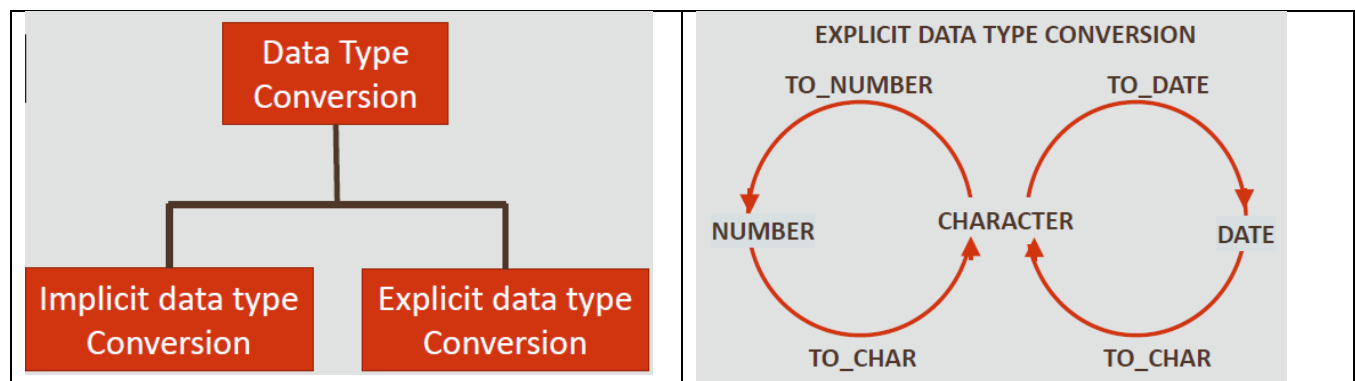 Data Type
Conversion
Implicit data type
Conversion
Explicit data type
Conversion
EXPLICIT DATA TYPE CONVERSION
TO_NUMBER
TO_DATE
NUMBER
CHARACTER
DATE
TO_CHAR
TO_CHAR